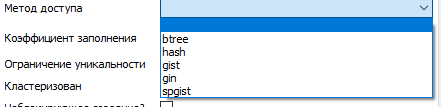 Метод доступа
Коэффициент заполнения
btree
hash
Ограничение уникальности
gist
gin
Кластеризован
spgist